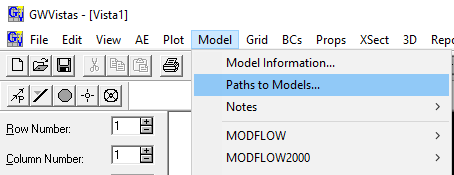 GWVistas - [Vista1]
File Edit View AE Plot Model Grid BCs Props XSect 3D Repo
Model Information...
Paths to Models...
Notes
Row Number: 1
MODFLOW
Column Number: 1
MODFLOW2000